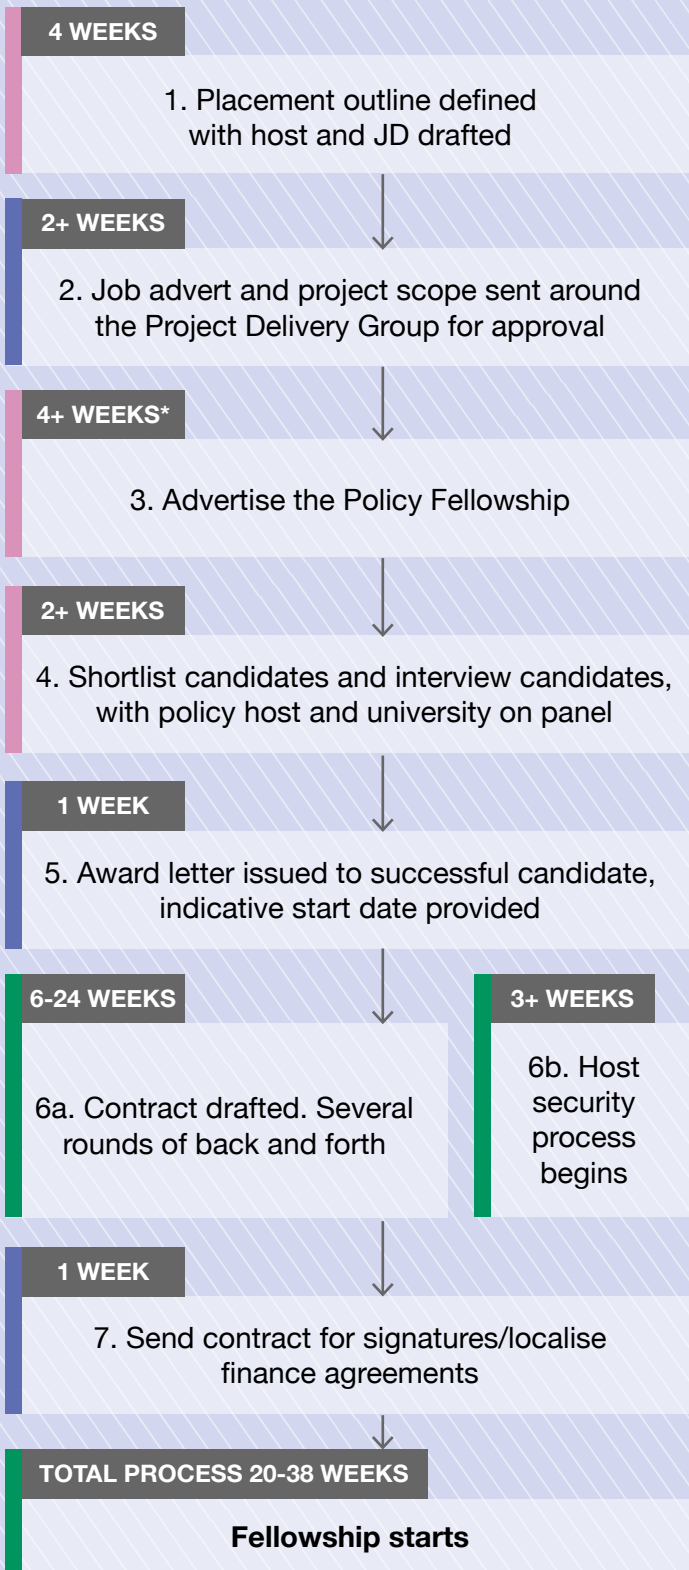 4 WEEKS
1. Placement outline defined
with host and JD drafted
2+ WEEKS
2. Job advert and project scope sent around
the Project Delivery Group for approval
4+ WEEKS*
3. Advertise the Policy Fellowship
2+ WEEKS
4. Shortlist candidates and interview candidates,
with policy host and university on panel
1 WEEK
5. Award letter issued to successful candidate,
indicative start date provided
6-24 WEEKS
6a. Contract drafted. Several
rounds of back and forth
3+ WEEKS
6b. Host
security
process
begins
1 WEEK
7. Send contract for signatures/localise
finance agreements
TOTAL PROCESS 20-38 WEEKS
Fellowship starts